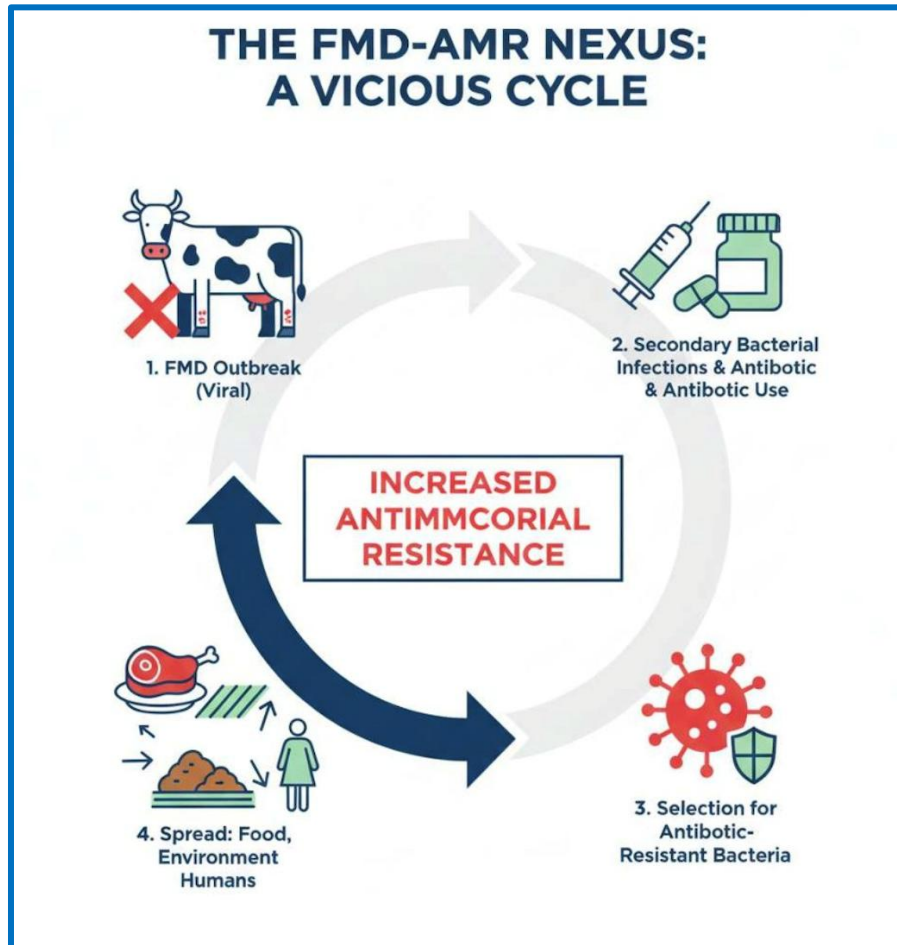 THE FMD-AMR NEXUS:
A VICIOUS CYCLE
1. FMD Outbreak
(Viral)
2. Secondary Bacterial
Infections & Antibotic
& Antibotic Use
INCREASED
ANTIMMCORIAL
RESISTANCE
3. Selection for
Antibotic-
Resistant Bacteria
4. Spread: Food,
Environment
Humans